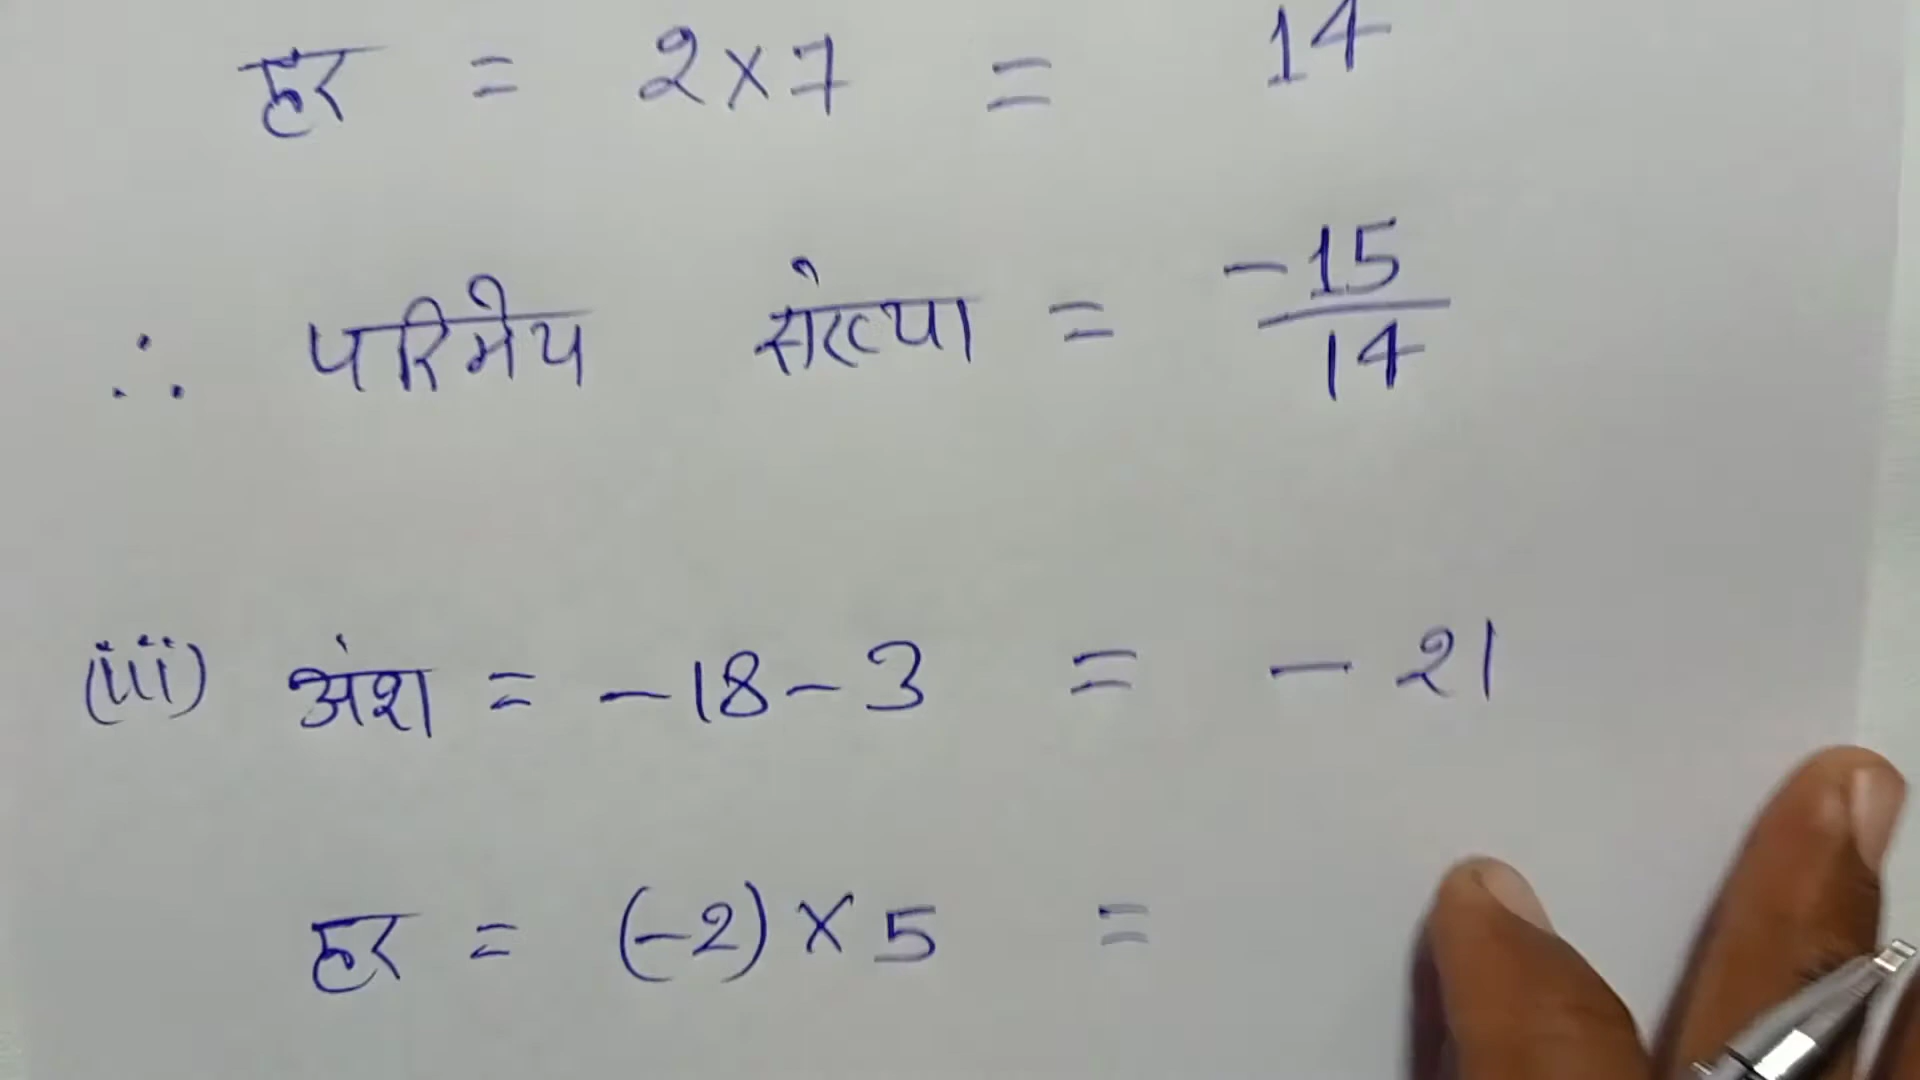 हर = 2 × 7 = 14
∴ परिमेय संख्या = -15/14
(iii) अंश = -18 - 3 = - 21
हर = (-2) × 5 =